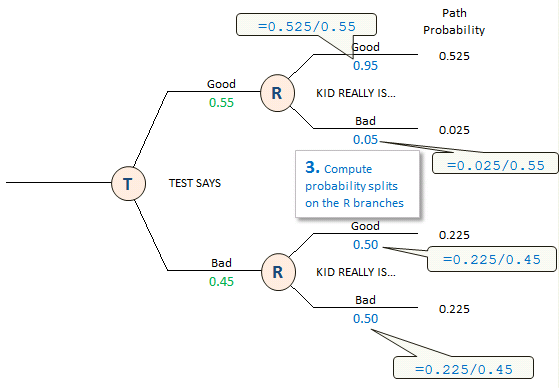 Path
Probability
=0.525/0.55
Good
0.95
0.525
Good
0.55
R
KID REALLY IS...
Bad
0.05
0.025
=0.025/0.55
3. Compute
probability splits
on the R branches
T
TEST SAYS
Good
0.50
0.225
=0.225/0.45
Bad
0.45
R
KID REALLY IS...
Bad
0.50
0.225
=0.225/0.45